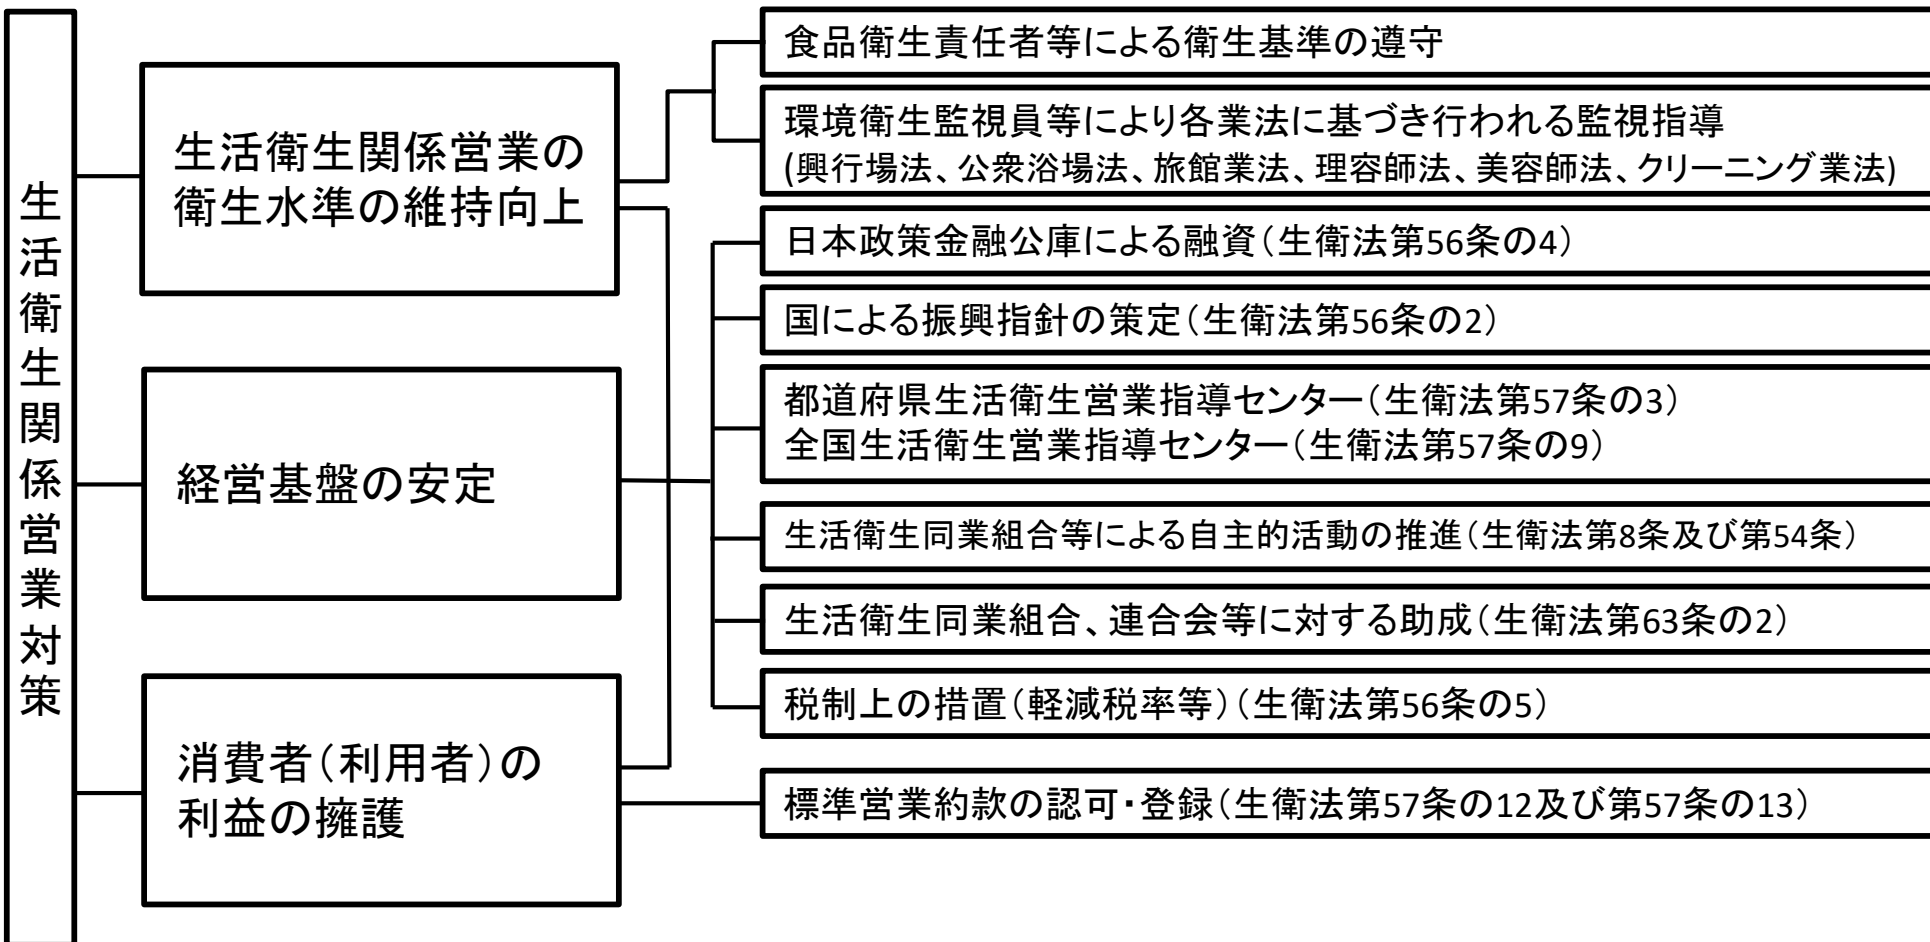 生活衛生関係営業対策
生活衛生関係営業の
衛生水準の維持向上
経営基盤の安定
消費者（利用者）の
利益の擁護
食品衛生責任者等による衛生基準の遵守
環境衛生監視員等により各業法に基づき行われる監視指導
(興行場法、公衆浴場法、旅館業法、理容師法、美容師法、クリーニング業法)
日本政策金融公庫による融資（生衛法第56条の4）
国による振興指針の策定（生衛法第56条の2）
都道府県生活衛生営業指導センター（生衛法第57条の3）
全国生活衛生営業指導センター（生衛法第57条の9）
生活衛生同業組合等による自主的活動の推進（生衛法第8条及び第54条）
生活衛生同業組合、連合会等に対する助成（生衛法第63条の2）
税制上の措置（軽減税率等）（生衛法第56条の5）
標準営業約款の認可・登録（生衛法第57条の12及び第57条の13）